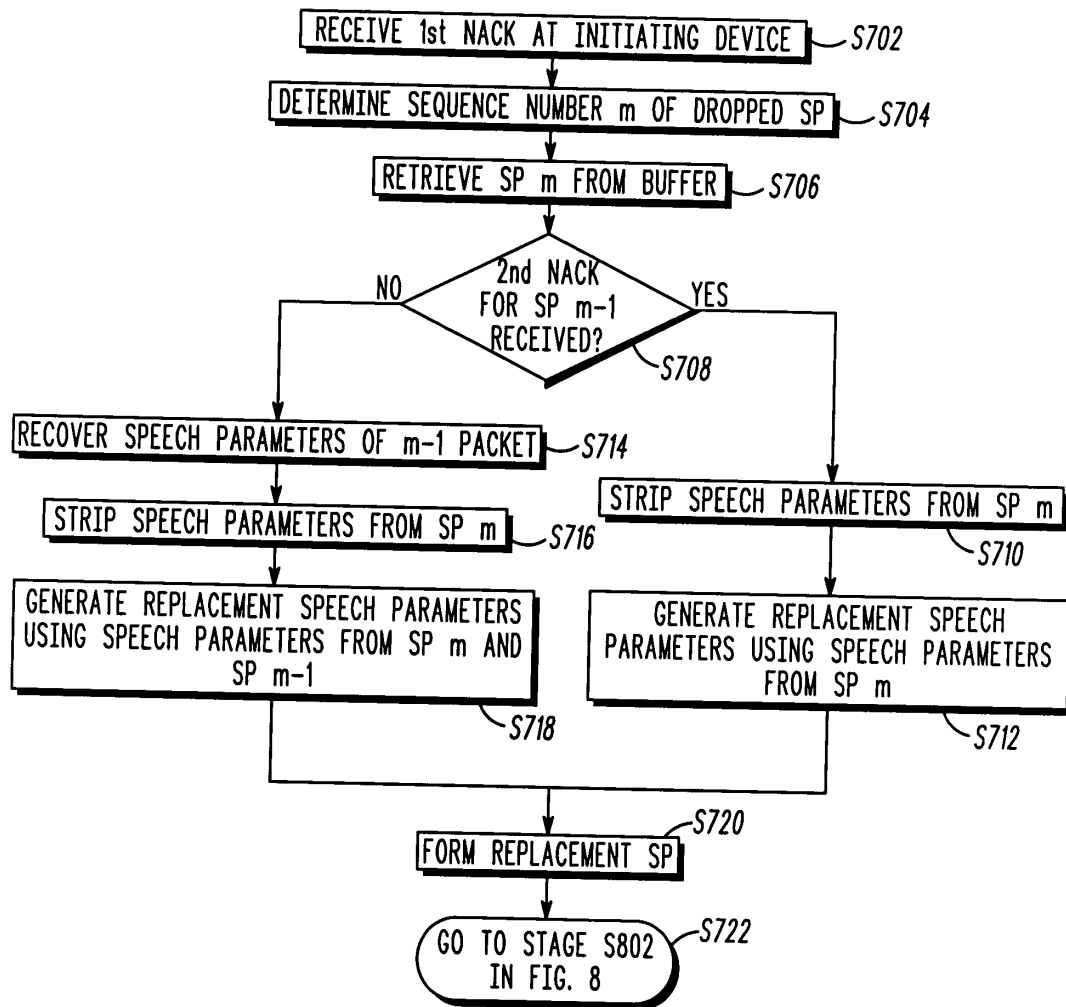 RECEIVE 1st NACK AT INITIATING DEVICE
S702
DETERMINE SEQUENCE NUMBER m OF DROPPED SP
S704
RETRIEVE SP m FROM BUFFER
S706
2nd NACK
FOR SP m-1
RECEIVED?
NO
YES
S708
RECOVER SPEECH PARAMETERS OF m-1 PACKET
S714
STRIP SPEECH PARAMETERS FROM SP m
S716
GENERATE REPLACEMENT SPEECH PARAMETERS
USING SPEECH PARAMETERS FROM SP m AND
SP m-1
S718
STRIP SPEECH PARAMETERS FROM SP m
S710
GENERATE REPLACEMENT SPEECH
PARAMETERS USING SPEECH PARAMETERS
FROM SP m
S712
S720
FORM REPLACEMENT SP
GO TO STAGE S802
IN FIG. 8
S722